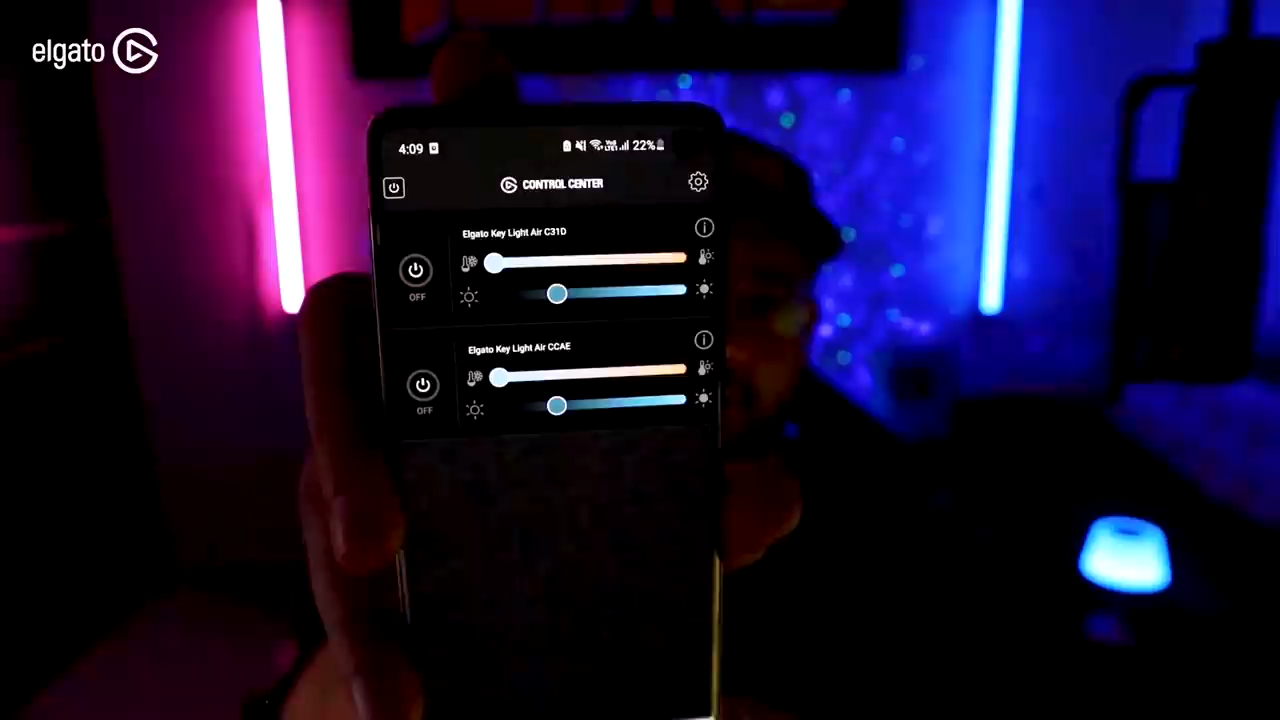 elgato
4:09 22%
CONTROL CENTER
Elgato Key Light Air C31D
OFF
Elgato Key Light Air CCAE
OFF